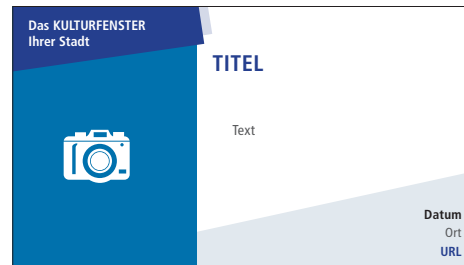 Das KULTURFENSTER
Ihrer Stadt
TITEL
Text
Datum
Ort
URL